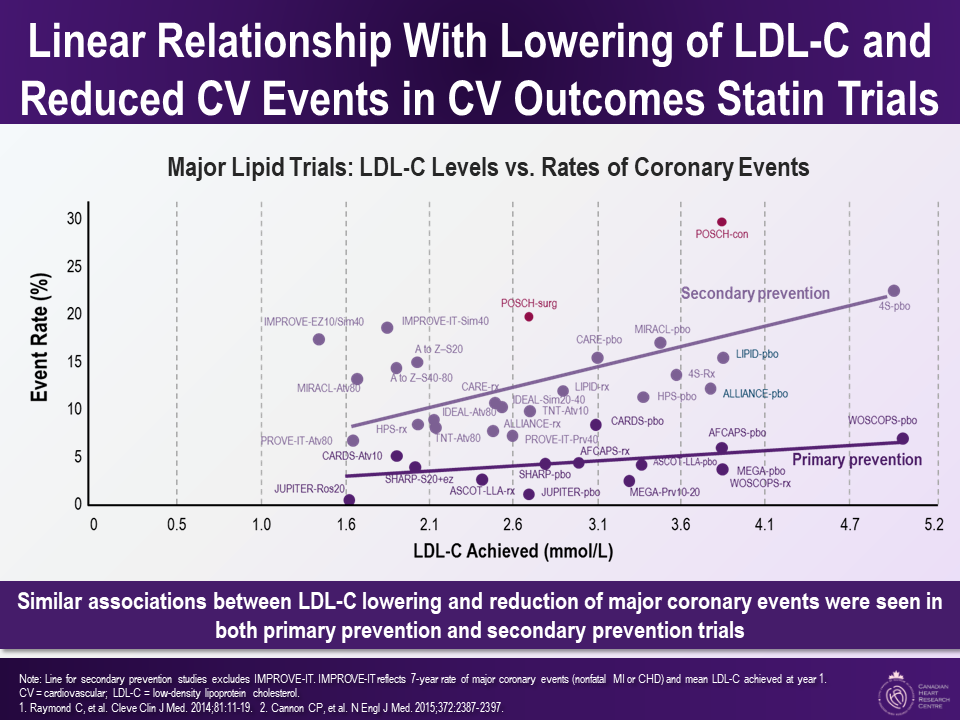 Linear Relationship With Lowering of LDL-C and
Reduced CV Events in CV Outcomes Statin Trials
Major Lipid Trials: LDL-C Levels vs. Rates of Coronary Events
Event Rate (%)
30
25
20
15
10
5
0
POSCH-con
Secondary prevention
4S-pbo
POSCH-surg
IMPROVE-EZ10/Sim40
IMPROVE-IT-Sim40
MIRACL-pbo
CARE-pbo
A to Z–S20
LIPID-pbo
A to Z–S40-80
4S-Rx
MIRACL-Atv80
CARE-rx
LIPID-rx
HPS-pbo
ALLIANCE-pbo
IDEAL-Sim20-40
IDEAL-Atv80
TNT-Atv10
CARDS-pbo
WOSCOPS-pbo
HPS-rx
ALLIANCE-rx
AFCAPS-pbo
PROVE-IT-Atv80
TNT-Atv80
PROVE-IT-Prv40
AFCAPS-rx
CARDS-Atv10
ASCOT-LLA-pbo
Primary prevention
SHARP-S20+ez
SHARP-pbo
MEGA-pbo
WOSCOPS-rx
JUPITER-Ros20
ASCOT-LLA-rx
JUPITER-pbo
MEGA-Prv10-20
0 0.5 1.0 1.6 2.1 2.6 3.1 3.6 4.1 4.7 5.2
LDL-C Achieved (mmol/L)
Similar associations between LDL-C lowering and reduction of major coronary events were seen in
both primary prevention and secondary prevention trials
Note: Line for secondary prevention studies excludes IMPROVE-IT. IMPROVE-IT reflects 7-year rate of major coronary events (nonfatal MI or CHD) and mean LDL-C achieved at year 1.
CV = cardiovascular; LDL-C = low-density lipoprotein cholesterol.
1. Raymond C, et al. Cleve Clin J Med. 2014;81:11-19. 2. Cannon CP, et al. N Engl J Med. 2015;372:2387-2397.
CANADIAN
HEART
RESEARCH
CENTRE